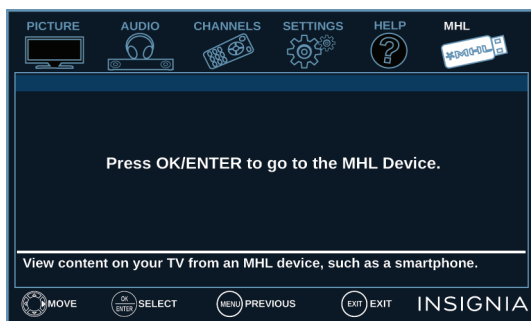 PICTURE AUDIO CHANNELS SETTINGS HELP MHL
?
MHL
Press OK/ENTER to go to the MHL Device.
View content on your TV from an MHL device, such as a smartphone.
MOVE OK ENTER SELECT MENU PREVIOUS EXIT EXIT INSIGNIA